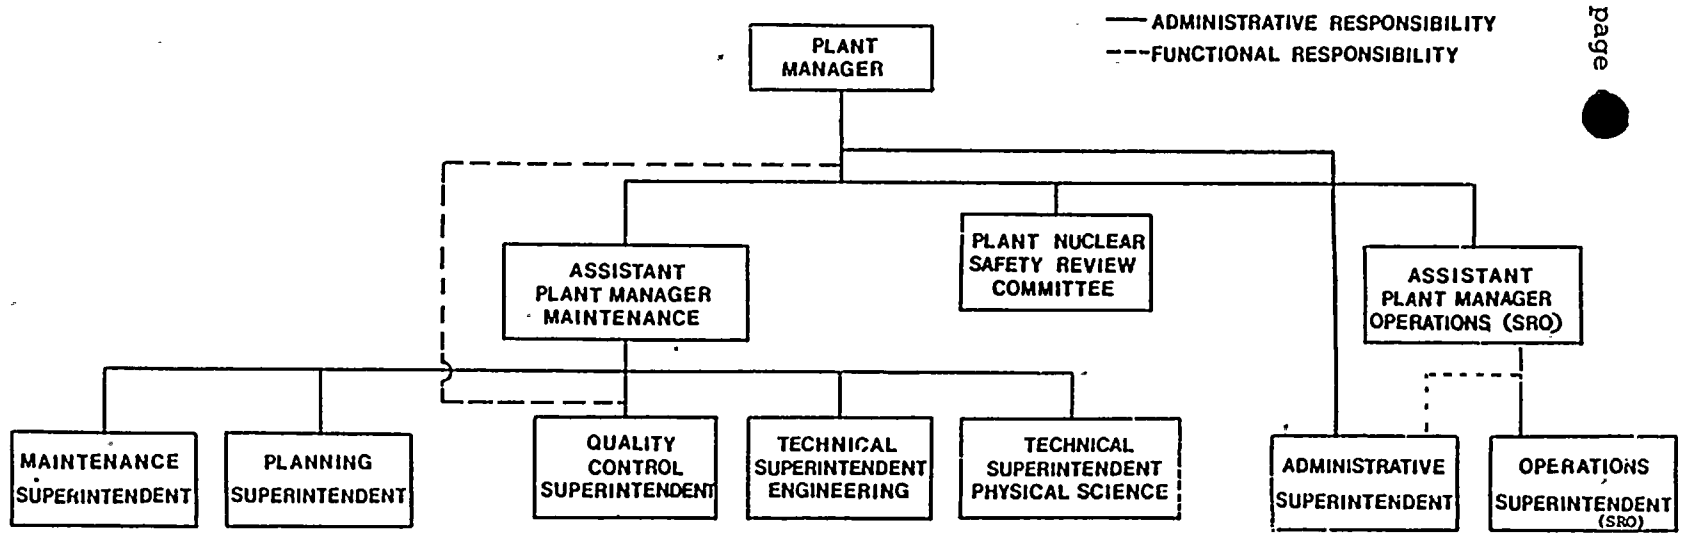 PLANT
MANAGER
—— ADMINISTRATIVE RESPONSIBILITY
---- FUNCTIONAL RESPONSIBILITY
page
ASSISTANT
PLANT MANAGER
MAINTENANCE
PLANT NUCLEAR
SAFETY REVIEW
COMMITTEE
ASSISTANT
PLANT MANAGER
OPERATIONS (SRO)
MAINTENANCE
SUPERINTENDENT
PLANNING
SUPERINTENDENT
QUALITY
CONTROL
SUPERINTENDENT
TECHNICAL
SUPERINTENDENT
ENGINEERING
TECHNICAL
SUPERINTENDENT
PHYSICAL SCIENCE
ADMINISTRATIVE
SUPERINTENDENT
OPERATIONS
SUPERINTENDENT
(SRO)